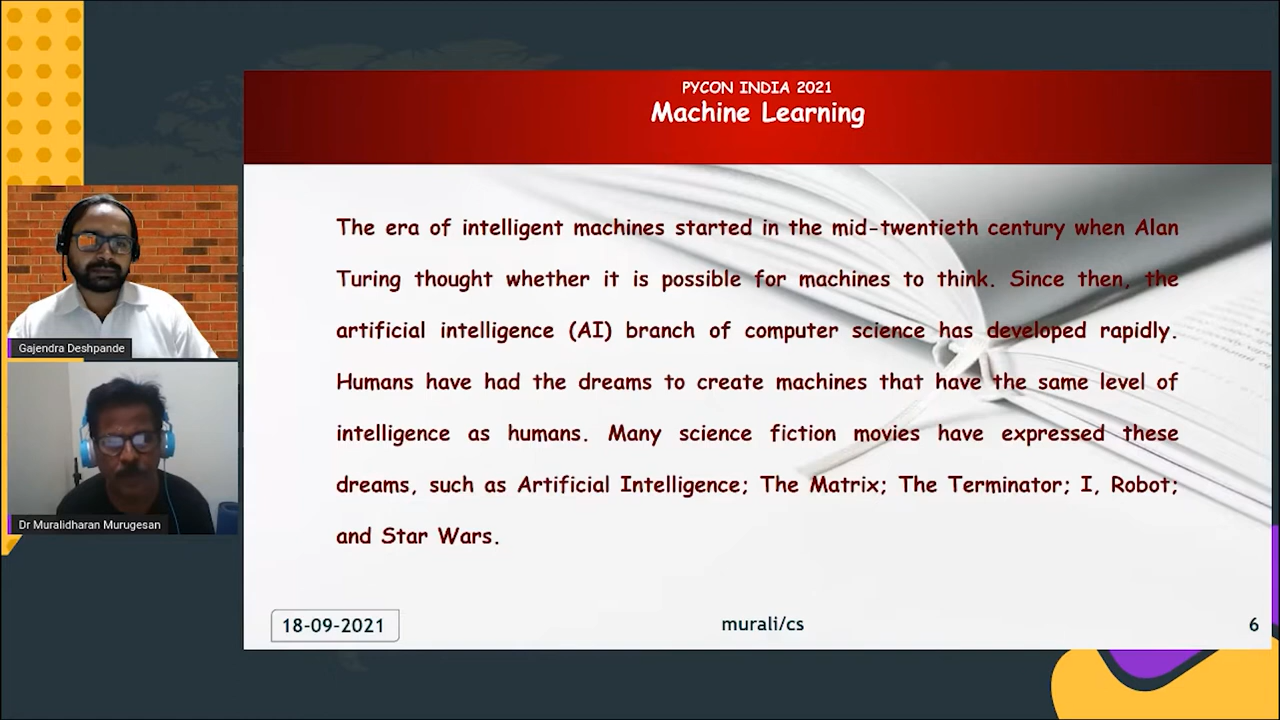 PYCON INDIA 2021
Machine Learning
The era of intelligent machines started in the mid-twentieth century when Alan
Turing thought whether it is possible for machines to think. Since then, the
artificial intelligence (AI) branch of computer science has developed rapidly.
Humans have had the dreams to create machines that have the same level of
intelligence as humans. Many science fiction movies have expressed these
dreams, such as Artificial Intelligence; The Matrix; The Terminator; I, Robot;
and Star Wars.
18-09-2021
murali/cs
6
Gajendra Deshpande
Dr Muralidharan Murugesan